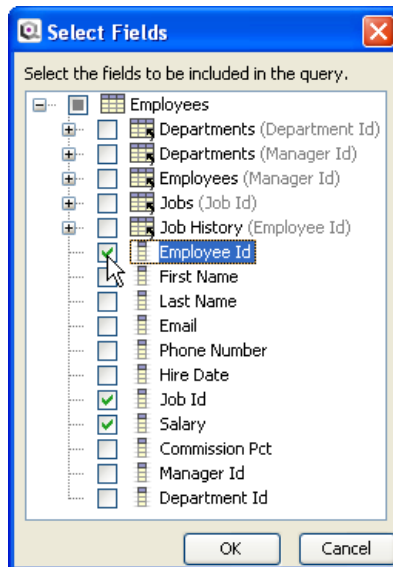 Select Fields
Select the fields to be included in the query.
Employees
Departments (Department Id)
Departments (Manager Id)
Employees (Manager Id)
Jobs (Job Id)
Job History (Employee Id)
Employee Id
First Name
Last Name
Email
Phone Number
Hire Date
Job Id
Salary
Commission Pct
Manager Id
Department Id
OK Cancel